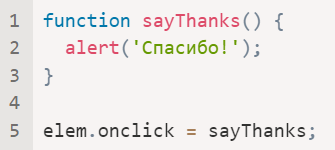 1 function sayThanks() {
2   alert('Спасибо!');
3 }
4
5 elem.onclick = sayThanks;